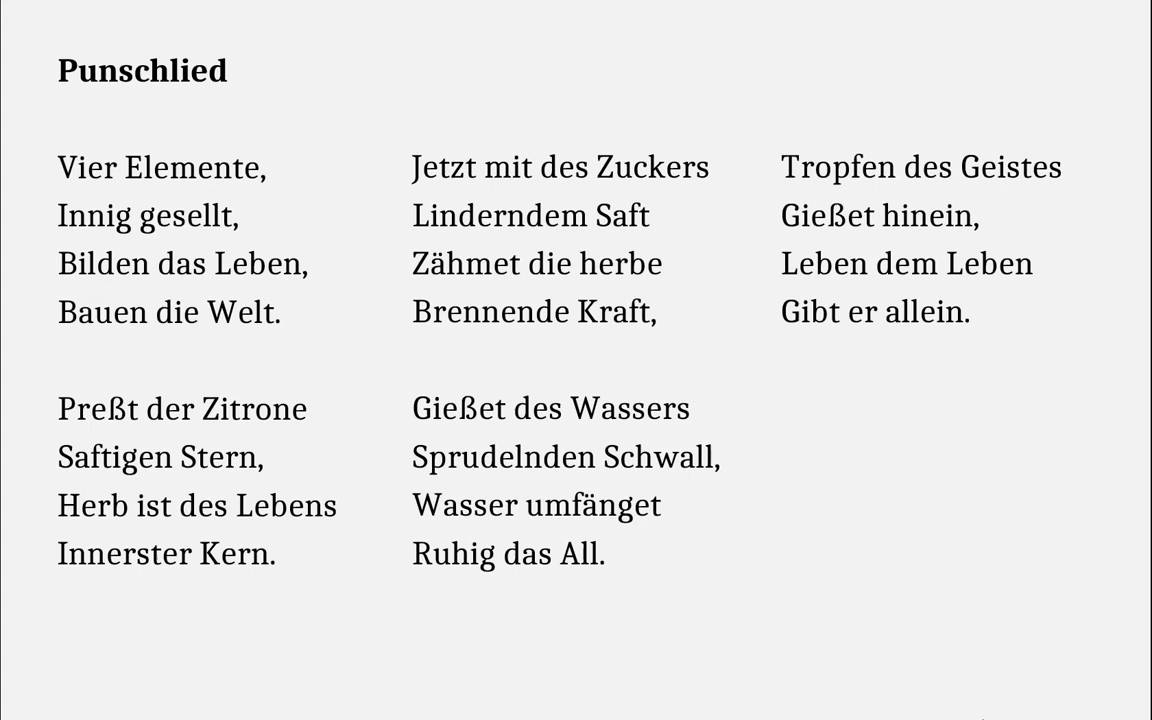 Punschlied
Vier Elemente,
Innig gesellt,
Bilden das Leben,
Bauen die Welt.
Preßt der Zitrone
Saftigen Stern,
Herb ist des Lebens
Innerster Kern.
Jetzt mit des Zuckers
Linderndem Saft
Zähmet die herbe
Brennende Kraft,
Gießet des Wassers
Sprudelnden Schwall,
Wasser umfänget
Ruhig das All.
Tropfen des Geistes
Gießet hinein,
Leben dem Leben
Gibt er allein.